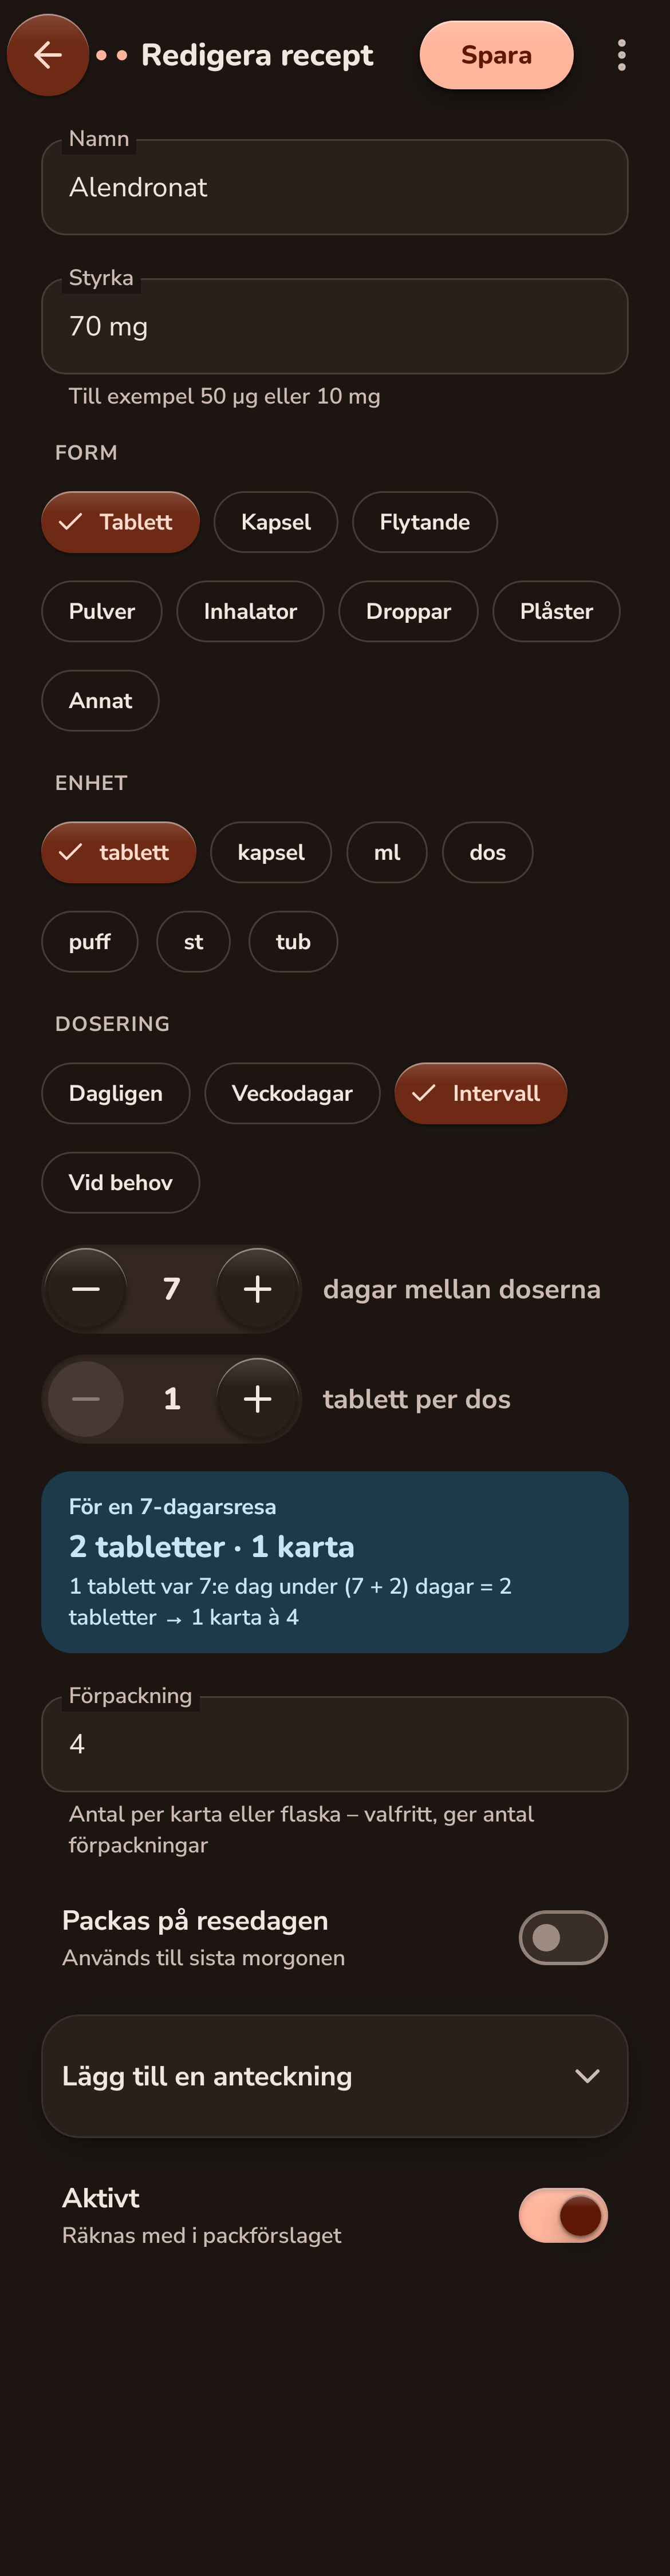 Redigera recept
Spara
Namn
Alendronat
Styrka
70 mg
Till exempel 50 µg eller 10 mg
FORM
Tablett Kapsel Flytande
Pulver Inhalator Droppar Plåster
Annat
ENHET
tablett kapsel ml dos
puff st tub
DOSERING
Dagligen Veckodagar Intervall
Vid behov
7 dagar mellan doserna
1 tablett per dos
För en 7-dagarsresa
2 tabletter · 1 karta
1 tablett var 7:e dag under (7 + 2) dagar = 2
tabletter → 1 karta à 4
Förpackning
4
Antal per karta eller flaska – valfritt, ger antal
förpackningar
Packas på resedagen
Används till sista morgonen
Lägg till en anteckning
Aktivt
Räknas med i packförslaget